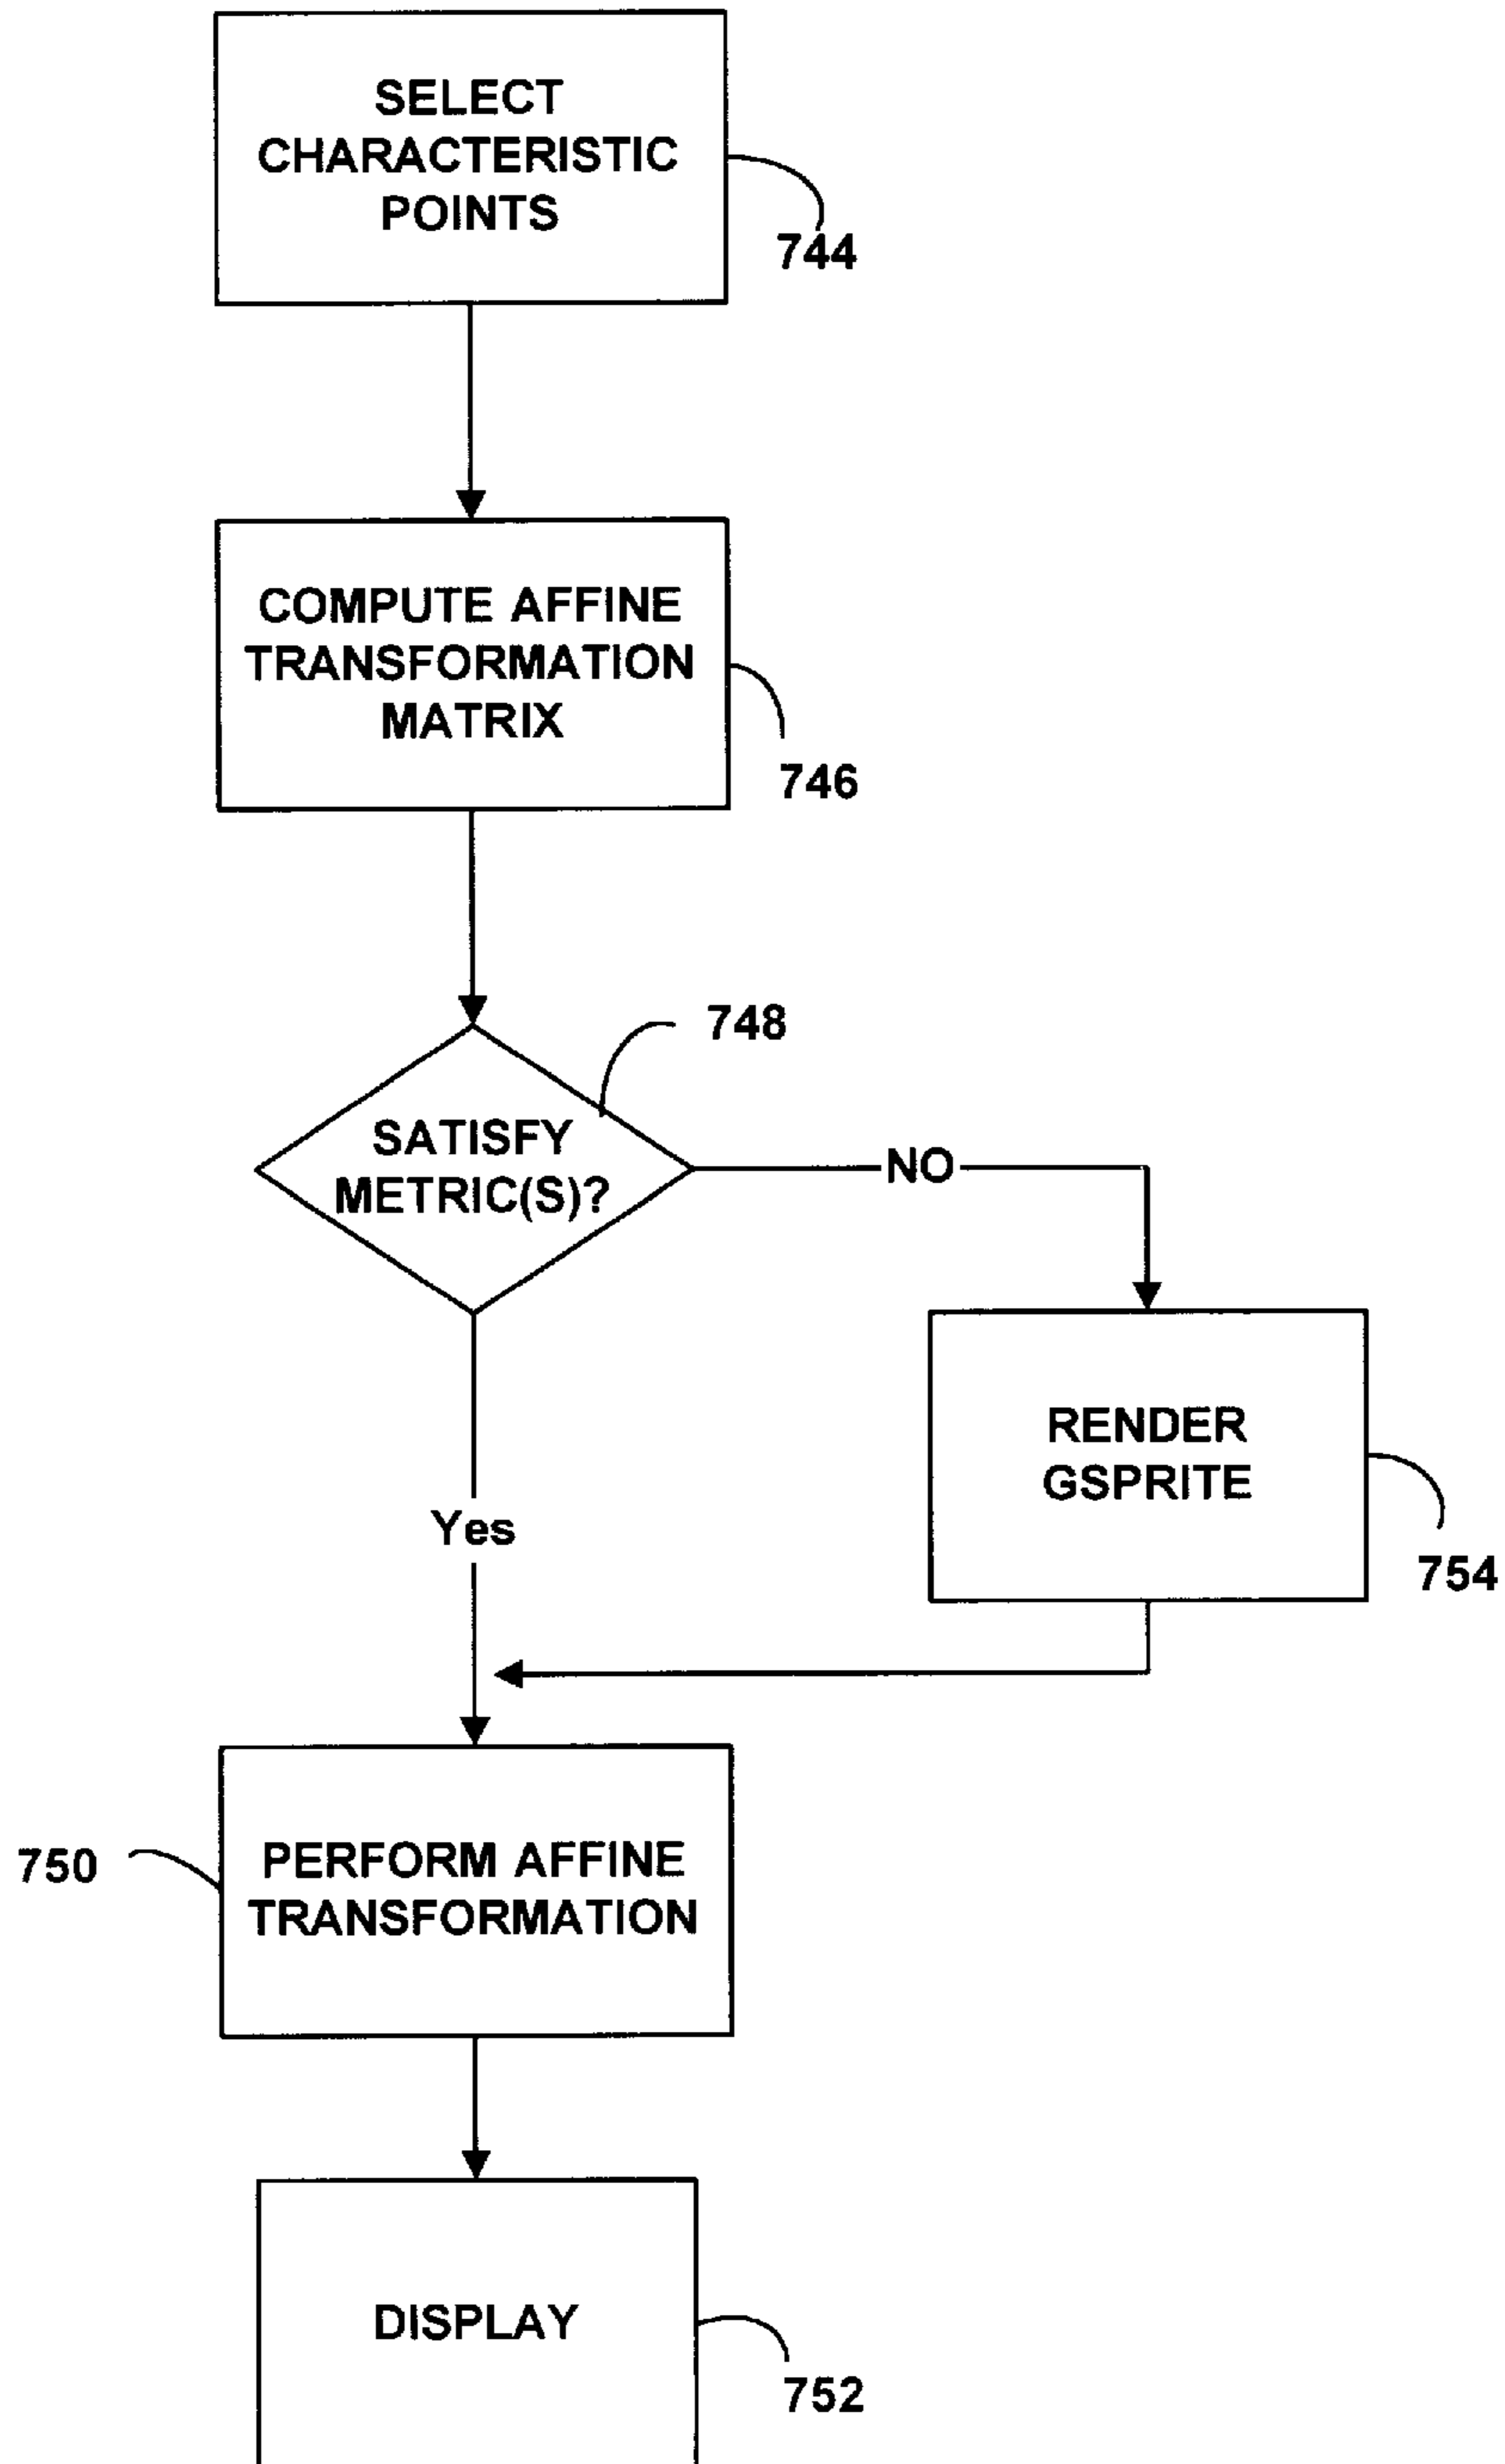 SELECT
CHARACTERISTIC
POINTS
744
COMPUTE AFFINE
TRANSFORMATION
MATRIX
746
748
SATISFY
METRIC(S)?
NO
RENDER
GSPRITE
Yes
754
750
PERFORM AFFINE
TRANSFORMATION
DISPLAY
752